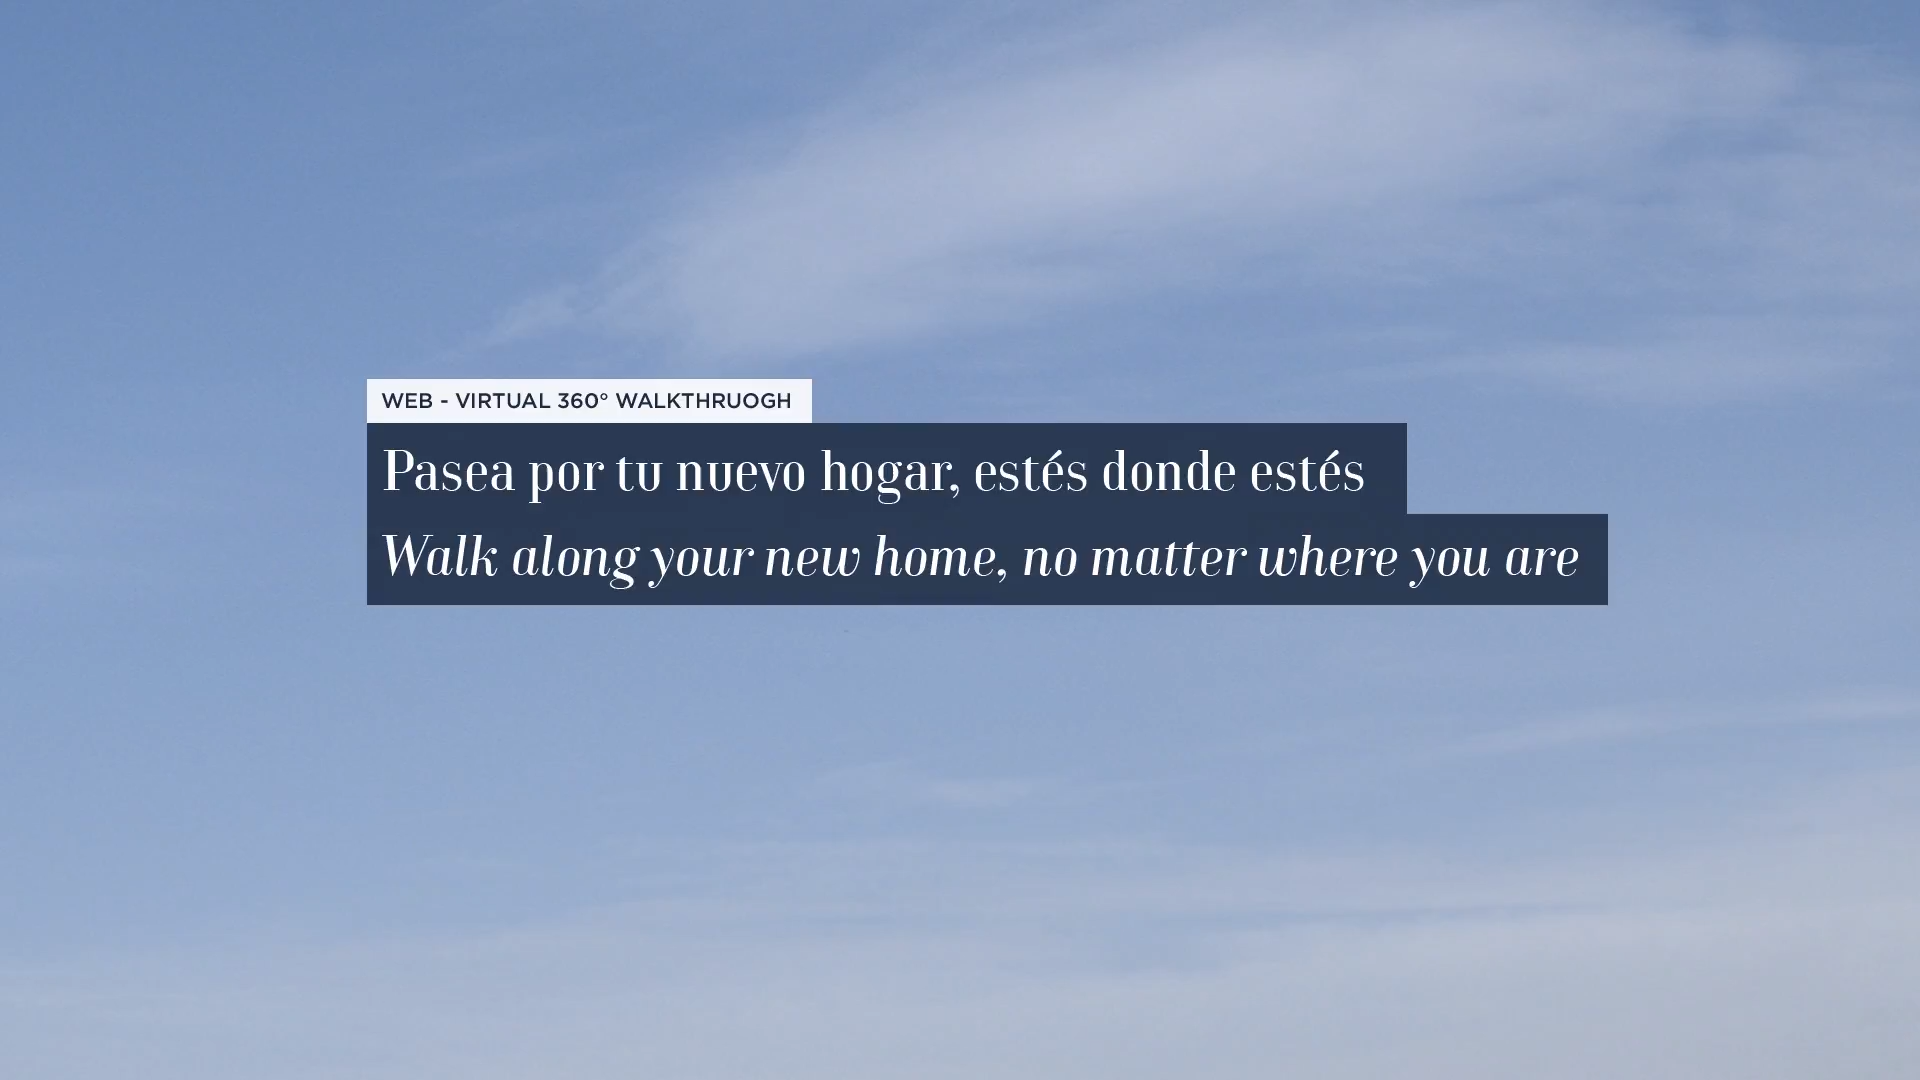 WEB - VIRTUAL 360° WALKTHRUOGH
Pasea por tu nuevo hogar, estés donde estés
Walk along your new home, no matter where you are